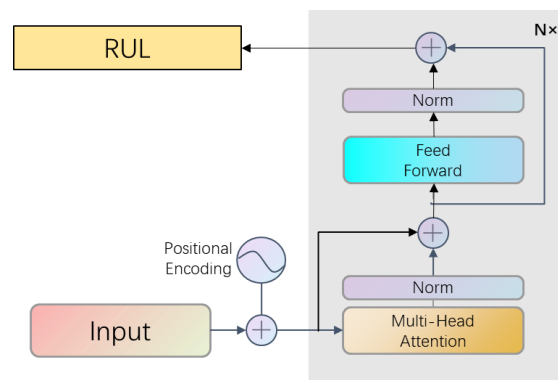 N×
RUL
Norm
Feed
Forward
Positional
Encoding
Norm
Input
Multi-Head
Attention